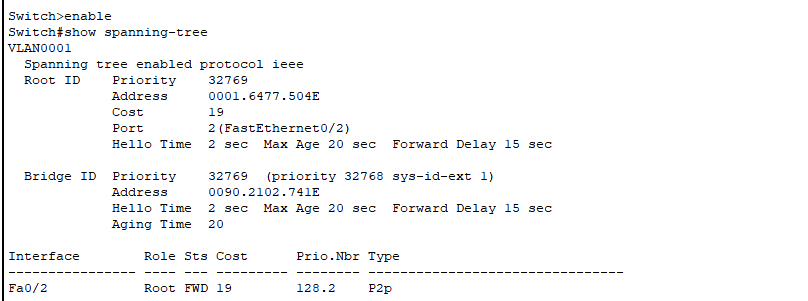 Switch>enable
Switch#show spanning-tree
VLAN0001
  Spanning tree enabled protocol ieee
  Root ID    Priority    32769
             Address     0001.6477.504E
             Cost        19
             Port        2(FastEthernet0/2)
             Hello Time  2 sec  Max Age 20 sec  Forward Delay 15 sec

  Bridge ID  Priority    32769  (priority 32768 sys-id-ext 1)
             Address     0090.2102.741E
             Hello Time  2 sec  Max Age 20 sec  Forward Delay 15 sec
             Aging Time  20

Interface        Role Sts Cost      Prio.Nbr Type
---------------- ---- --- --------- -------- --------------------------------
Fa0/2            Root FWD 19        128.2    P2p